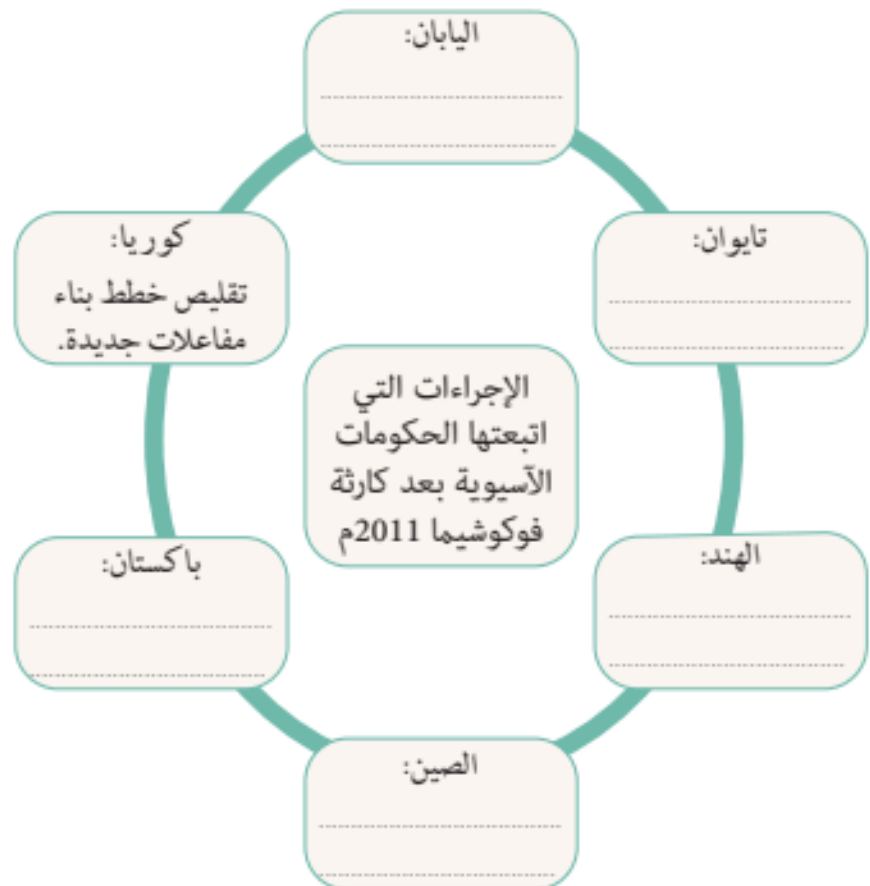 اليابان:
تايوان:
كوريا:
تقليص خطط بناء
مفاعلات جديدة.
الإجراءات التي
اتبعتها الحكومات
الآسيوية بعد كارثة
فوكوشيما 2011م
الهند:
باكستان:
الصين: